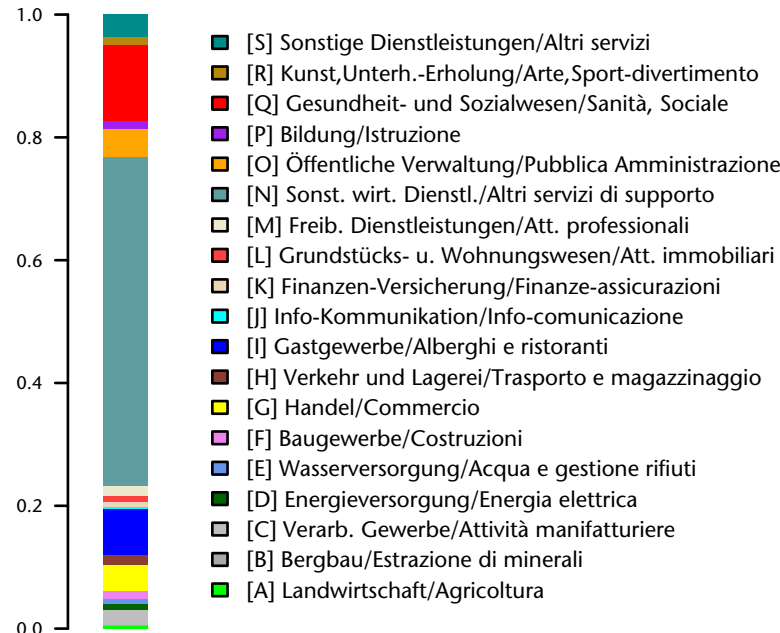 1.0
[S] Sonstige Dienstleistungen/Altri servizi
[R] Kunst,Unterh.-Erholung/Arte,Sport-divertimento
[Q] Gesundheit- und Sozialwesen/Sanità, Sociale
0.8
[P] Bildung/Istruzione
[O] Öffentliche Verwaltung/Pubblica Amministrazione
[N] Sonst. wirt. Dienstl./Altri servizi di supporto
[M] Freib. Dienstleistungen/Att. professionali
0.6
[L] Grundstücks- u. Wohnungswesen/Att. immobiliari
[K] Finanzen-Versicherung/Finanze-assicurazioni
[J] Info-Kommunikation/Info-comunicazione
[I] Gastgewerbe/Alberghi e ristoranti
0.4
[H] Verkehr und Lagerei/Trasporto e magazzinaggio
[G] Handel/Commercio
[F] Baugewerbe/Costruzioni
[E] Wasserversorgung/Acqua e gestione rifiuti
0.2
[D] Energieversorgung/Energia elettrica
[C] Verarb. Gewerbe/Attività manifatturiere
[B] Bergbau/Estrazione di minerali
[A] Landwirtschaft/Agricoltura
0.0